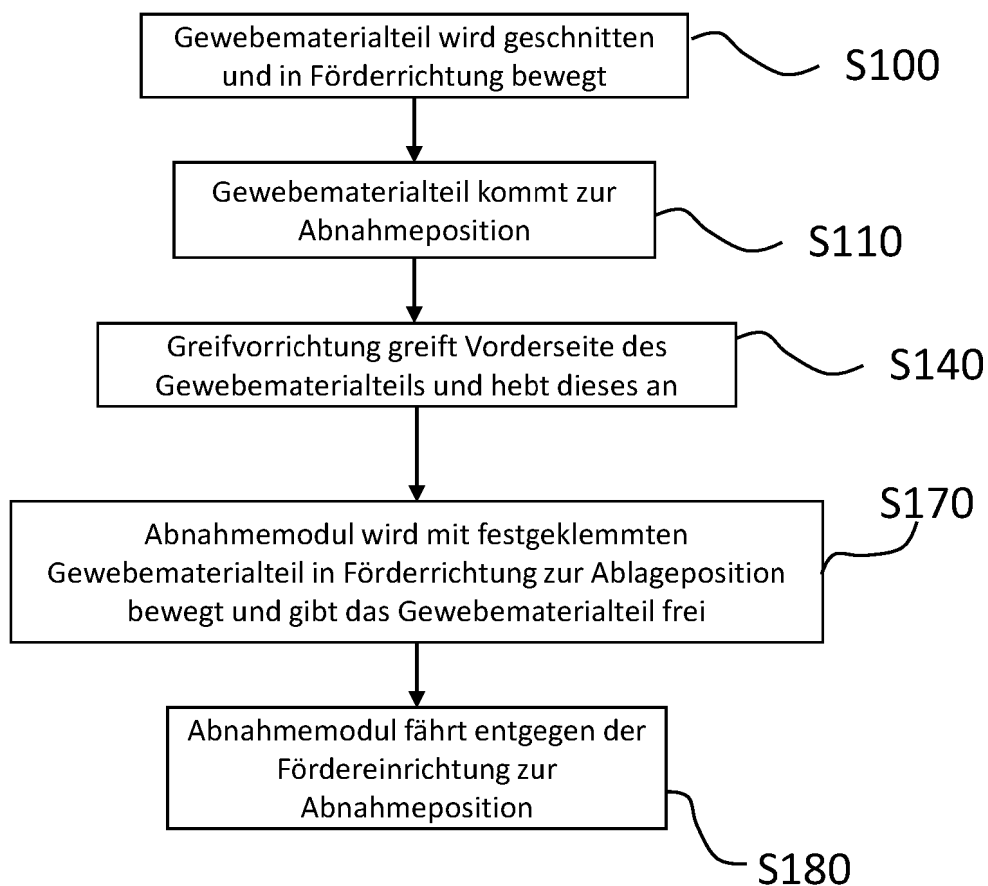 Gewebematerialteil wird geschnitten
und in Förderrichtung bewegt
S100
Gewebematerialteil kommt zur
Abnahmeposition
S110
Greifvorrichtung greift Vorderseite des
Gewebematerialteils und hebt dieses an
S140
Abnahmemodul wird mit festgeklemmten
Gewebematerialteil in Förderrichtung zur Ablageposition
bewegt und gibt das Gewebematerialteil frei
S170
Abnahmemodul fährt entgegen der
Fördereinrichtung zur
Abnahmeposition
S180